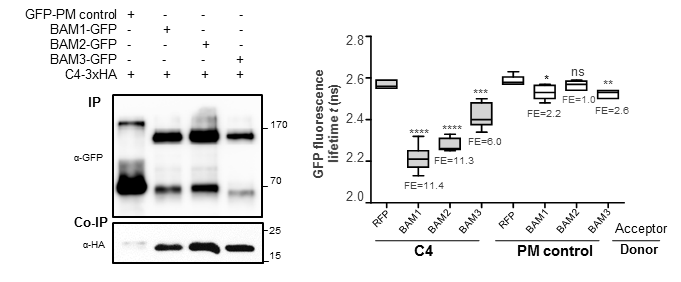 GFP-PM control + - - -
BAM1-GFP - + - -
BAM2-GFP - - + -
BAM3-GFP - - - +
C4-3xHA + + + +
IP
170
α-GFP
70
Co-IP
25
α-HA
15
GFP fluorescence
lifetime t (ns)
2.8
2.6
2.4
2.2
2.0
****
FE=11.4
****
FE=11.3
***
FE=6.0
*
FE=2.2
ns
FE=1.0
**
FE=2.6
RFP BAM1 BAM2 BAM3 RFP BAM1 BAM2 BAM3 Acceptor
C4 PM control Donor